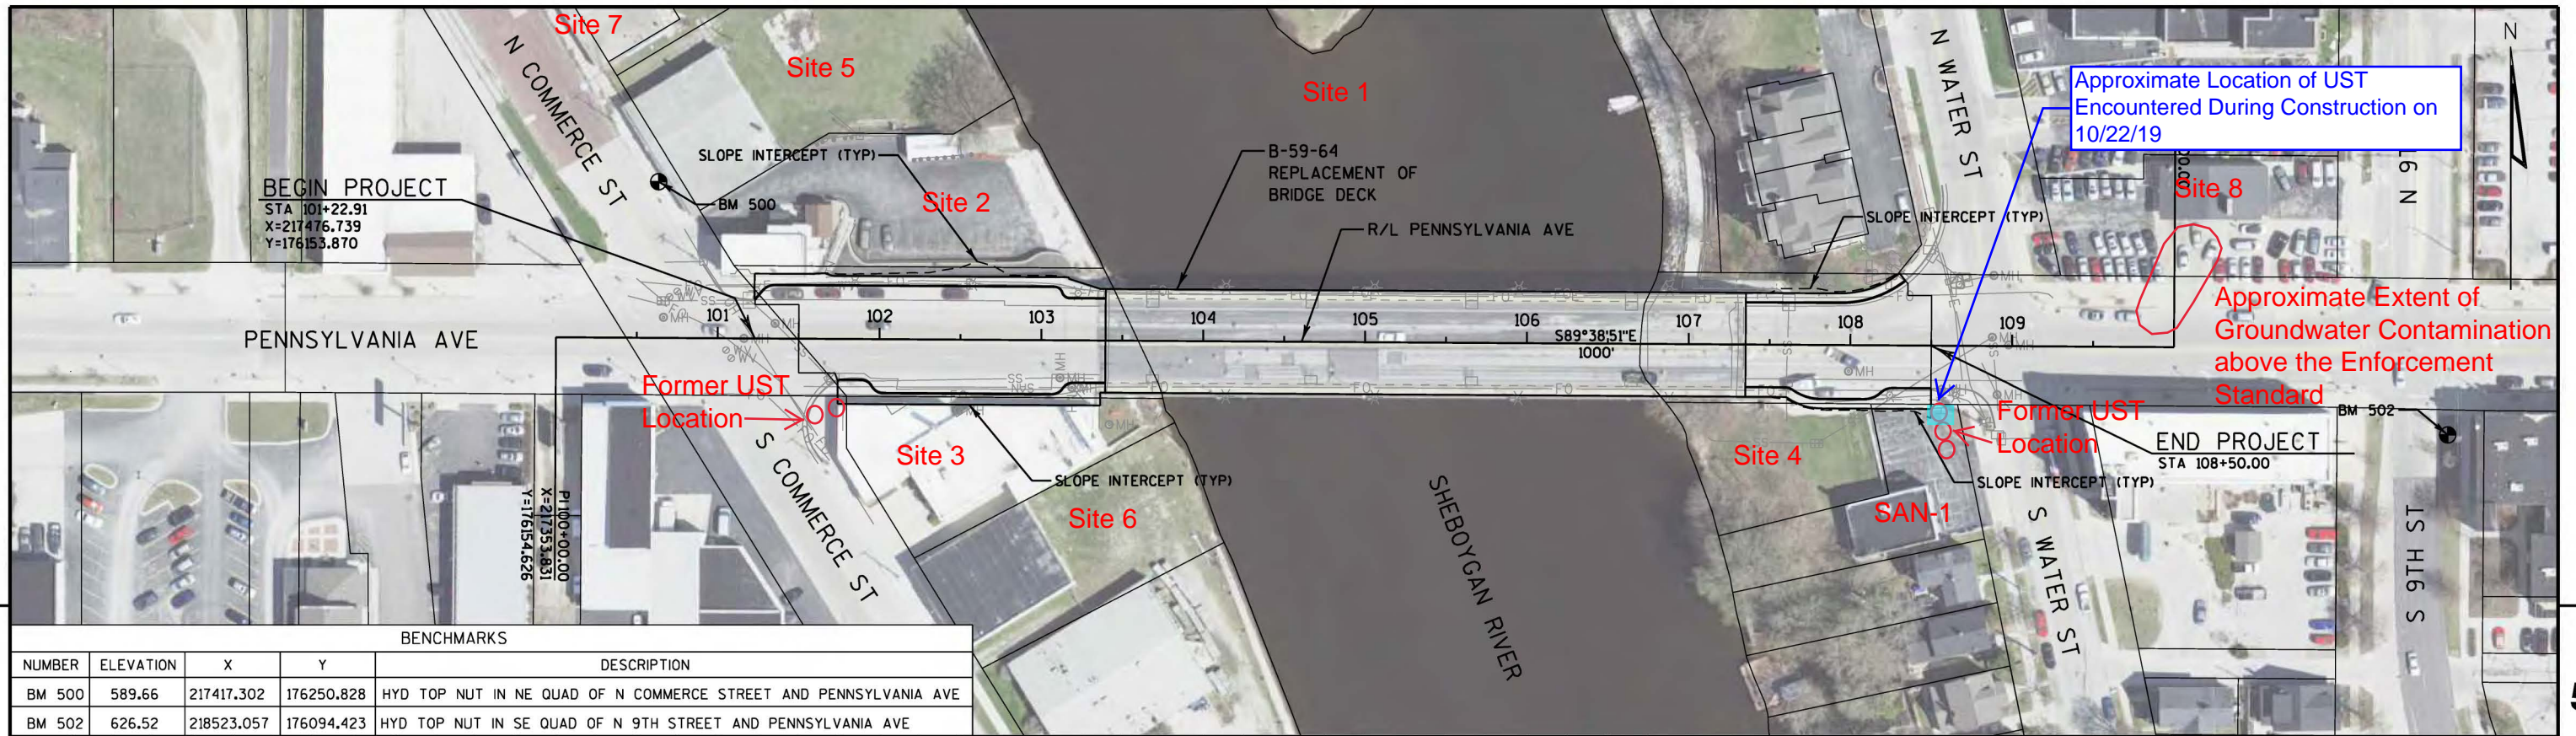 Site 7
Site 5
Site 1
N COMMERCE ST
N WATER ST
N
Approximate Location of UST
Encountered During Construction on
10/22/19
SLOPE INTERCEPT (TYP)
B-59-64
REPLACEMENT OF
BRIDGE DECK
BEGIN PROJECT
STA 101+22.91
X=217476.739
Y=176153.870
BM 500
Site 2
Site 8
N 9T
SLOPE INTERCEPT (TYP)
R/L PENNSYLVANIA AVE
PENNSYLVANIA AVE
101
102
103
104
105
106
107
108
109
S89°38'51"E
1000'
Approximate Extent of
Groundwater Contamination
above the Enforcement
Standard
Former UST
Location
Former UST
Location
BM 502
END PROJECT
STA 108+50.00
Site 3
Site 4
SLOPE INTERCEPT (TYP)
SLOPE INTERCEPT (TYP)
PI 100+00.00
X=217353.831
Y=176154.626
S COMMERCE ST
Site 6
SHEBOYGAN RIVER
SAN-1
S WATER ST
S 9TH ST
BENCHMARKS
NUMBER ELEVATION X Y DESCRIPTION
BM 500 589.66 217417.302 176250.828 HYD TOP NUT IN NE QUAD OF N COMMERCE STREET AND PENNSYLVANIA AVE
BM 502 626.52 218523.057 176094.423 HYD TOP NUT IN SE QUAD OF N 9TH STREET AND PENNSYLVANIA AVE